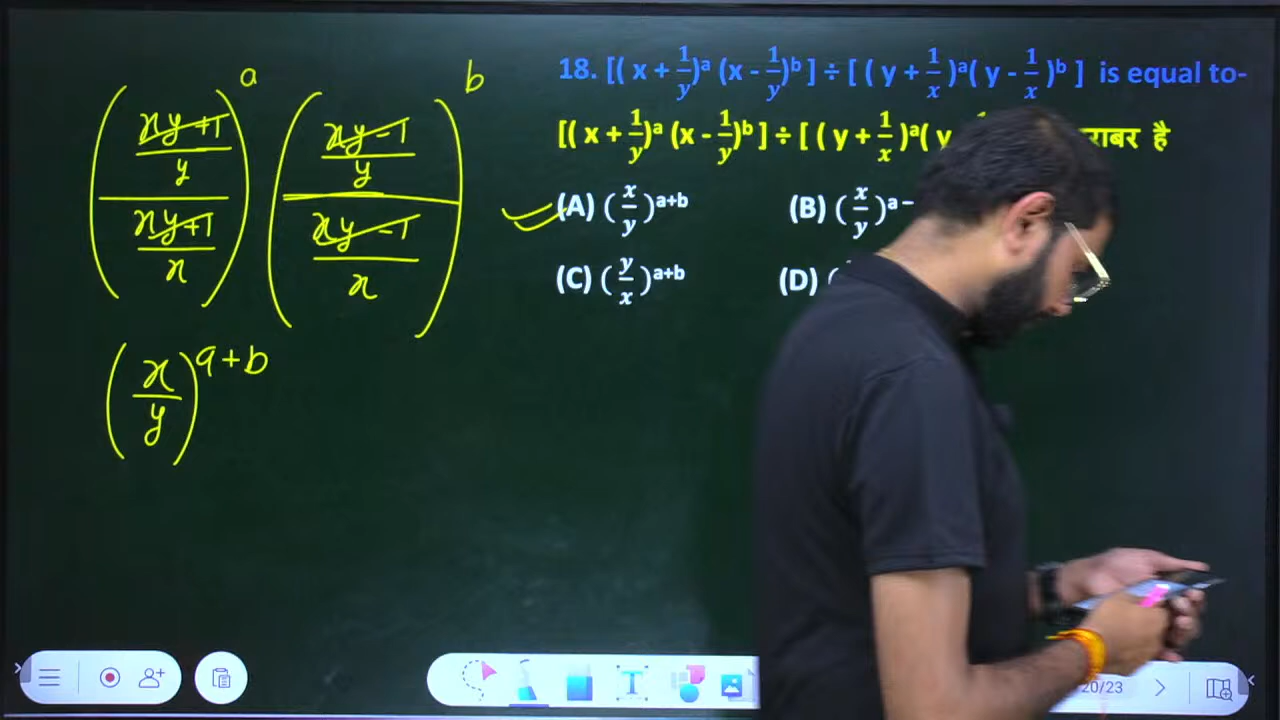 18. [( x + 1/y )ᵃ (x - 1/y )ᵇ ] ÷ [ ( y + 1/x )ᵃ( y - 1/x )ᵇ ] is equal to-
[( x + 1/y )ᵃ (x - 1/y )ᵇ ] ÷ [ ( y + 1/x )ᵃ( y है
(A) ( x/y )ᵃ⁺ᵇ (B) ( x/y )ᵃ⁻
(C) ( y/x )ᵃ⁺ᵇ (D) (
(((xy+1)/y)/((xy+1)/x))ᵃ (((xy-1)/y)/((xy-1)/x))ᵇ
(x/y)ᵃ⁺ᵇ
T
20/23